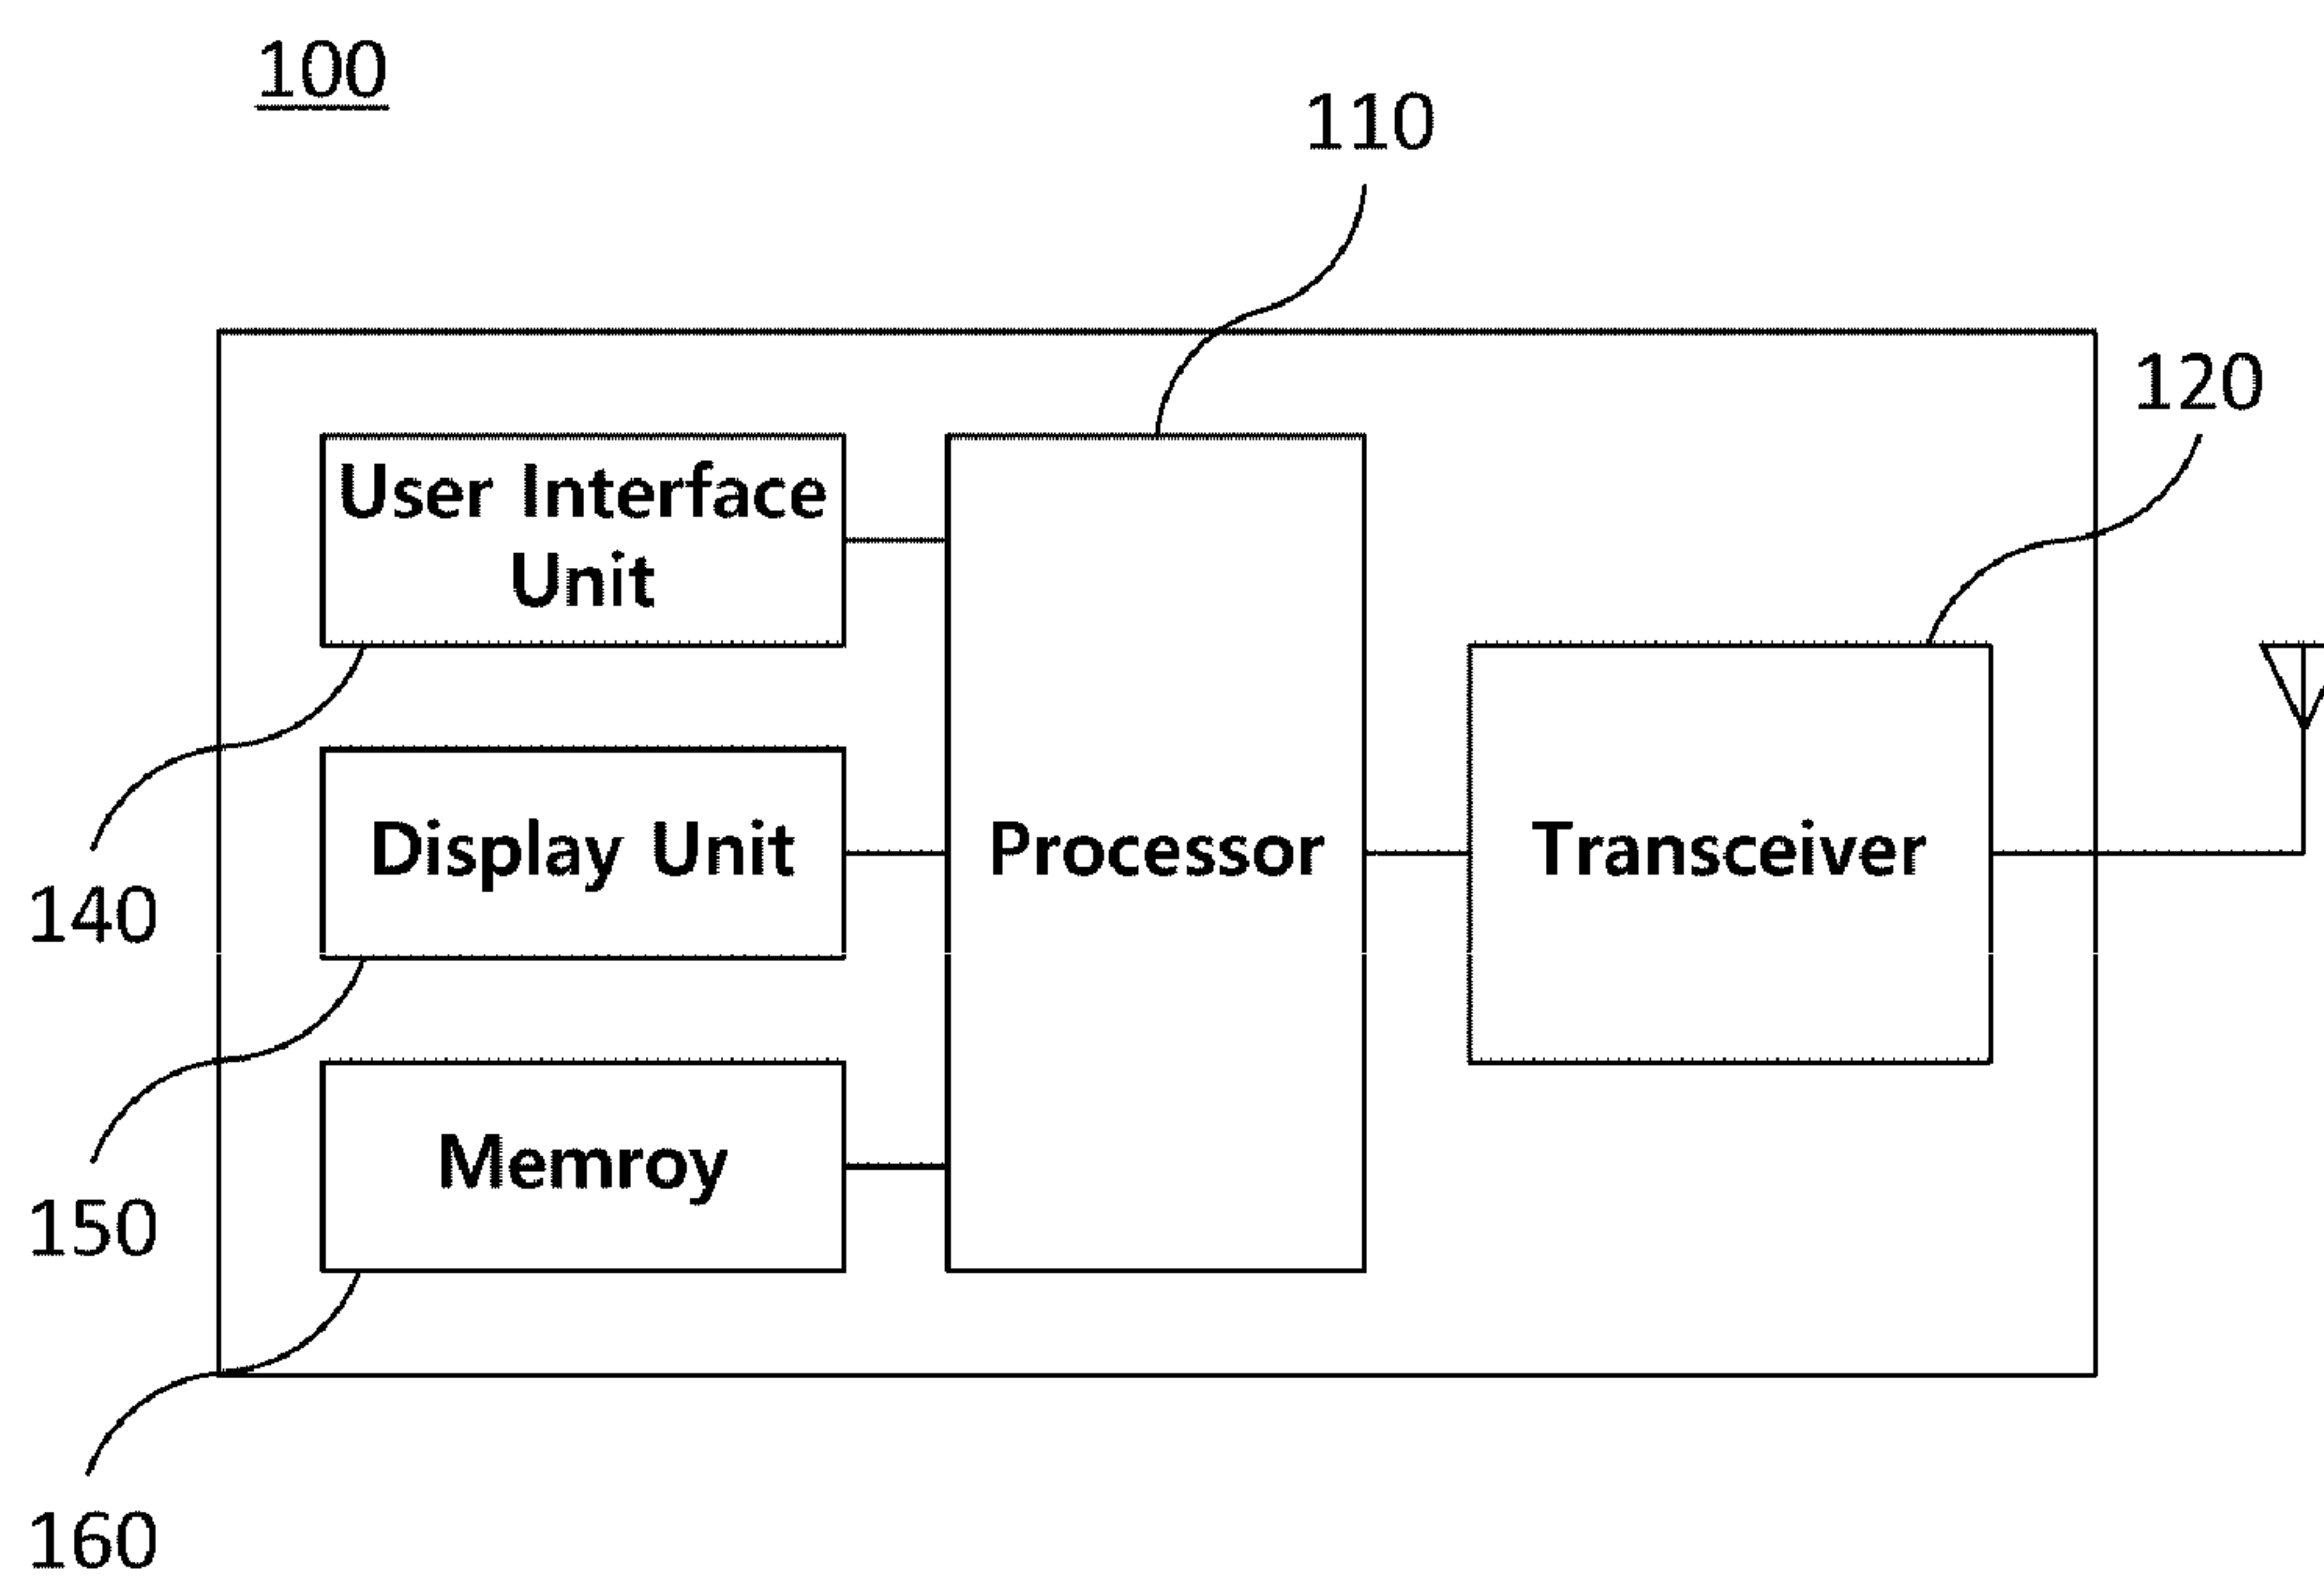 100
110
120
User Interface
Unit
Display Unit
Processor
Transceiver
140
Memroy
150
160